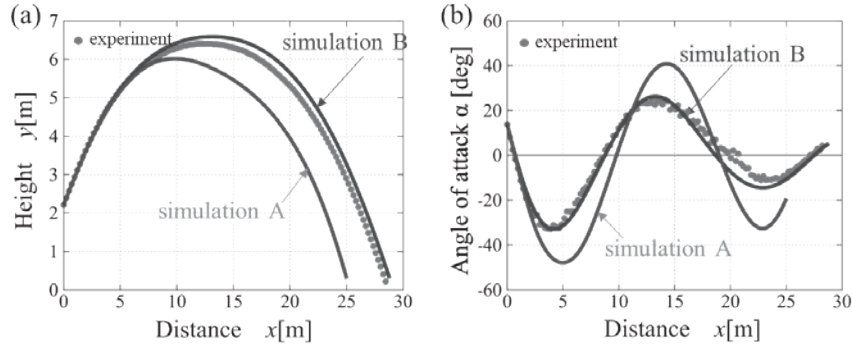 (a)
7
6
5
4
3
2
1
0
Height y[m]
experiment
simulation B
simulation A
0 5 10 15 20 25 30
Distance x[m]
(b)
60
40
20
0
-20
-40
-60
Angle of attack α [deg]
experiment
simulation B
simulation A
0 5 10 15 20 25 30
Distance x[m]